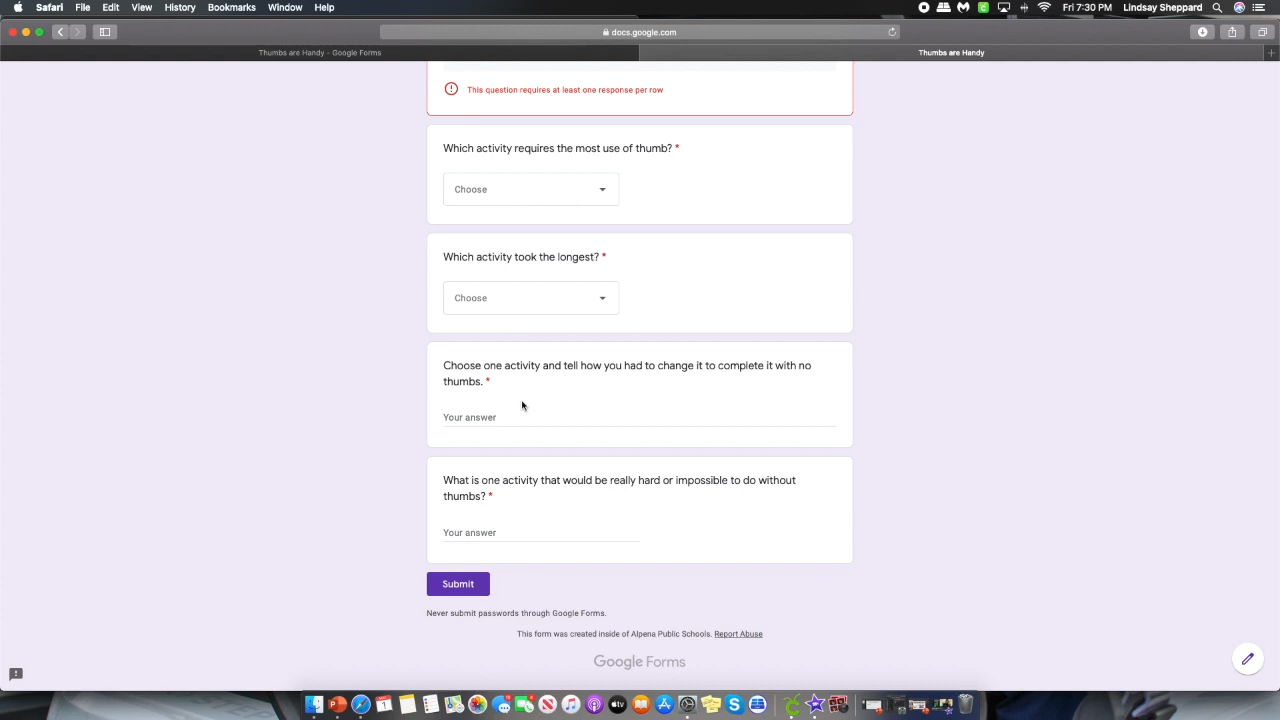 Safari File Edit View History Bookmarks Window Help
Fri 7:30 PM Lindsay Sheppard
docs.google.com
Thumbs are Handy - Google Forms
Thumbs are Handy
This question requires at least one response per row
Which activity requires the most use of thumb? *
Choose
Which activity took the longest? *
Choose
Choose one activity and tell how you had to change it to complete it with no
thumbs. *
Your answer
What is one activity that would be really hard or impossible to do without
thumbs? *
Your answer
Submit
Never submit passwords through Google Forms.
This form was created inside of Alpena Public Schools. Report Abuse
Google Forms